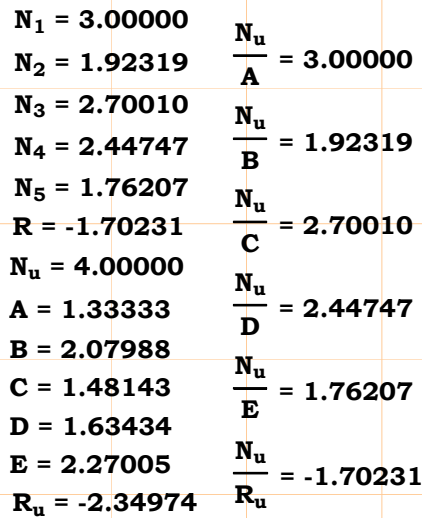 N₁ = 3.00000
N₂ = 1.92319
N₃ = 2.70010
N₄ = 2.44747
N₅ = 1.76207
R = -1.70231
Nᵤ = 4.00000
A = 1.33333
B = 2.07988
C = 1.48143
D = 1.63434
E = 2.27005
Rᵤ = -2.34974
Nᵤ/A = 3.00000
Nᵤ/B = 1.92319
Nᵤ/C = 2.70010
Nᵤ/D = 2.44747
Nᵤ/E = 1.76207
Nᵤ/Rᵤ = -1.70231